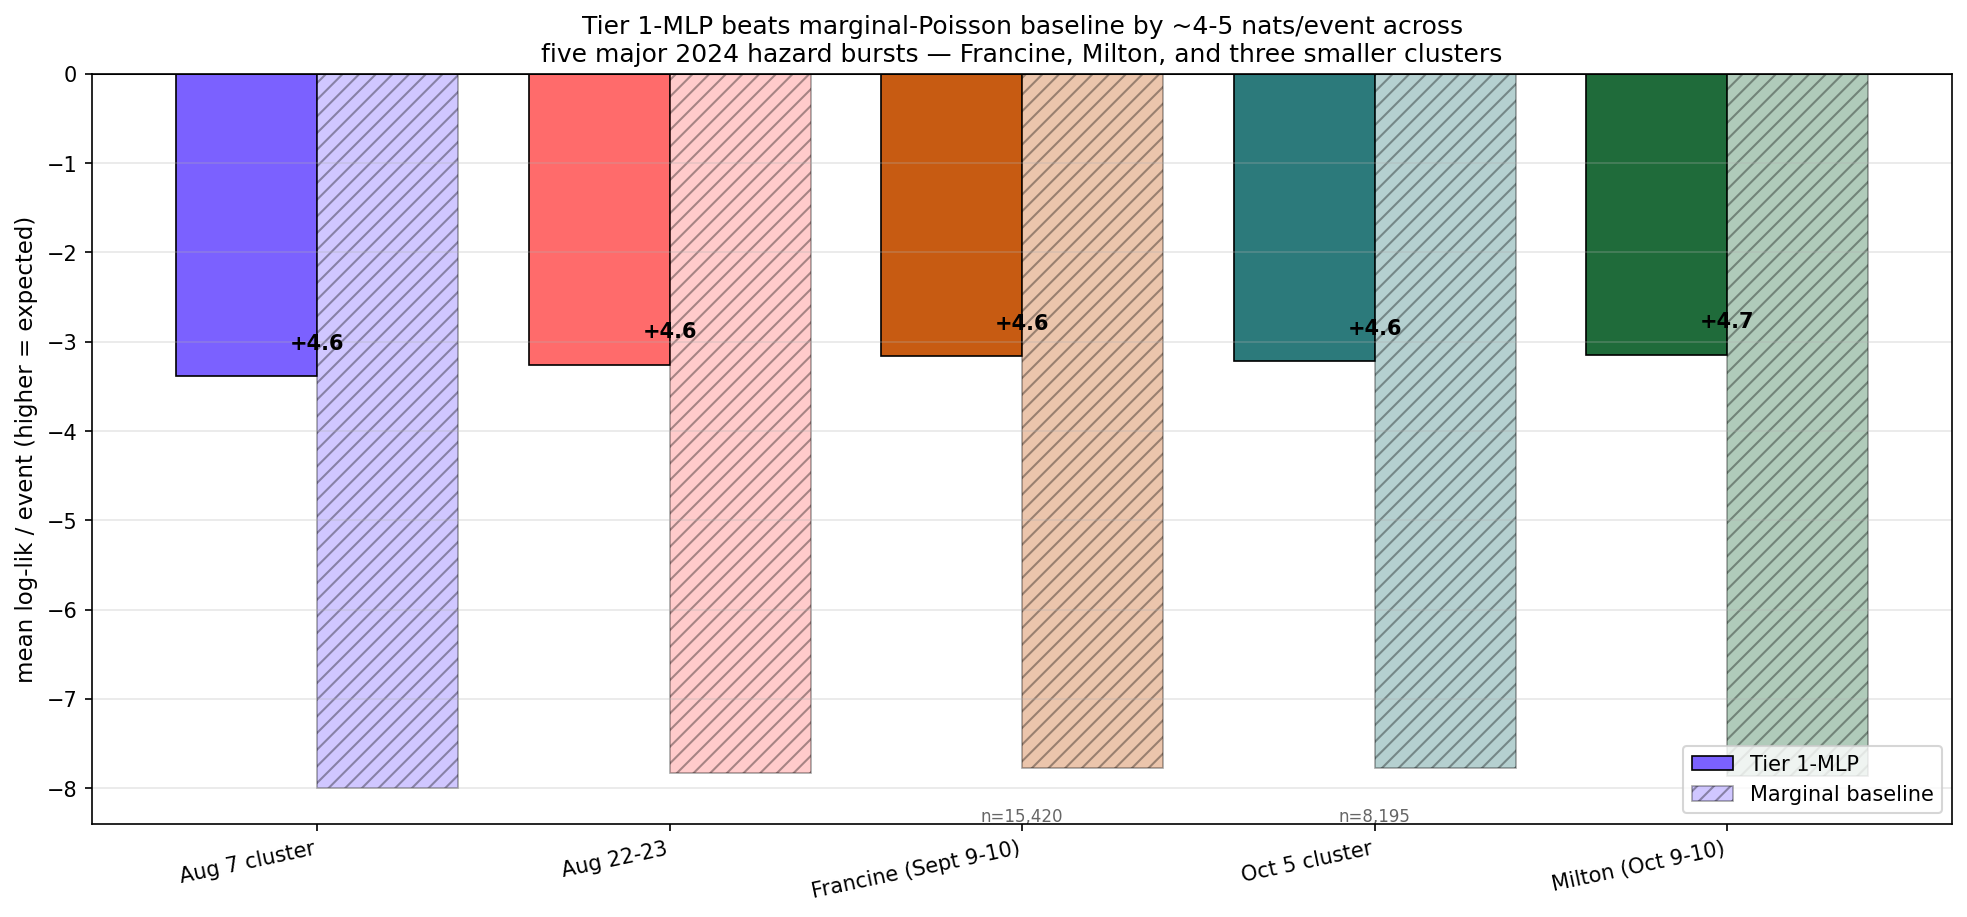 Tier 1-MLP beats marginal-Poisson baseline by ~4-5 nats/event across
five major 2024 hazard bursts — Francine, Milton, and three smaller clusters
mean log-lik / event (higher = expected)
0
−1
−2
−3
−4
−5
−6
−7
−8
+4.6
+4.6
+4.6
+4.6
+4.7
n=15,420
n=8,195
Tier 1-MLP
Marginal baseline
Aug 7 cluster
Aug 22-23
Francine (Sept 9-10)
Oct 5 cluster
Milton (Oct 9-10)